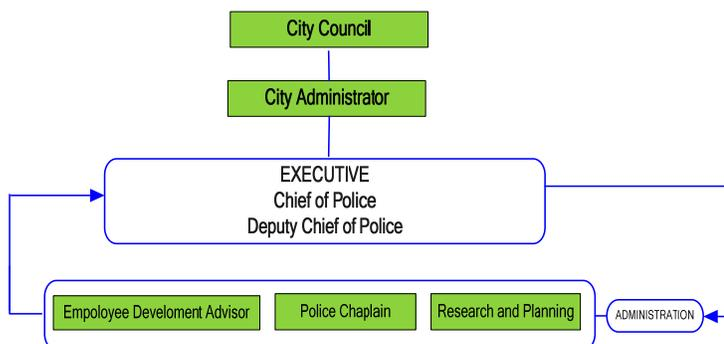 City Council
City Administrator
EXECUTIVE
Chief of Police
Deputy Chief of Police
Empoloyee Develoment Advisor
Police Chaplain
Research and Planning
ADMINISTRATION